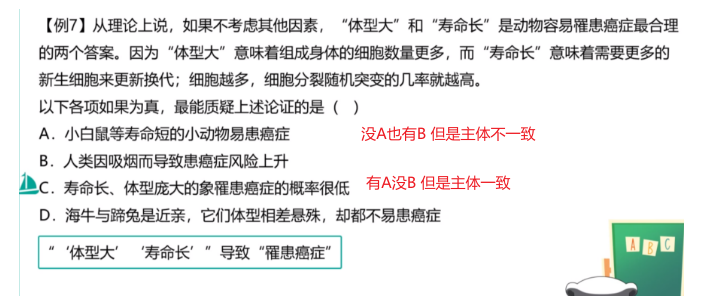 【例7】从理论上说，如果不考虑其他因素，“体型大”和“寿命长”是动物容易罹患癌症最合理
的两个答案。因为“体型大”意味着组成身体的细胞数量更多，而“寿命长”意味着需要更多的
新生细胞来更新换代；细胞越多，细胞分裂随机突变的几率就越高。
以下各项如果为真，最能质疑上述论证的是（ ）
A．小白鼠等寿命短的小动物易患癌症 没A也有B 但是主体不一致
B．人类因吸烟而导致患癌症风险上升
C．寿命长、体型庞大的象罹患癌症的概率很低 有A没B 但是主体一致
D．海牛与蹄兔是近亲，它们体型相差悬殊，却都不易患癌症
“‘体型大’‘寿命长’”导致“罹患癌症”
A B C